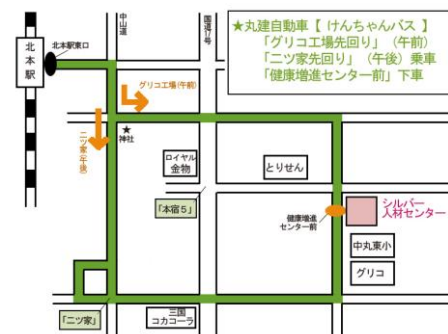 ★丸建自動車【 けんちゃんバス 】
「グリコ工場先回り」（午前）
「ニツ家先回り」（午後）乗車
「健康増進センター前」下車
中山道
国道17号
北本駅
北本駅東口
グリコ工場（午前）
ニツ家（午後）
★
神社
ロイヤル
金物
とりせん
「本宿５」
健康増進
センター前
シルバー
人材センター
中丸東小
グリコ
「ニツ家」
三国
コカコーラ